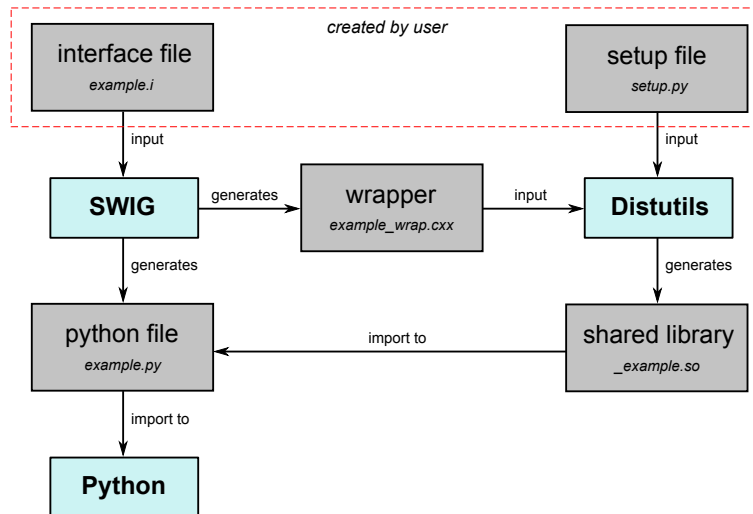 created by user
interface file
example.i
setup file
setup.py
input
input
SWIG
generates
wrapper
example_wrap.cxx
input
Distutils
generates
generates
python file
example.py
import to
shared library
_example.so
import to
Python